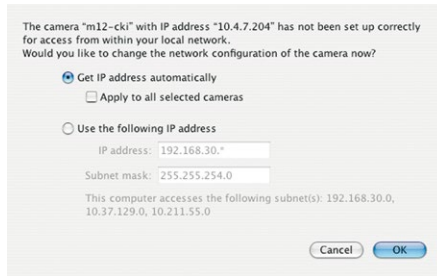 The camera "m12-cki" with IP address "10.4.7.204" has not been set up correctly
for access from within your local network.
Would you like to change the network configuration of the camera now?
Get IP address automatically
Apply to all selected cameras
Use the following IP address
IP address: 192.168.30.*
Subnet mask: 255.255.254.0
This computer accesses the following subnet(s): 192.168.30.0,
10.37.129.0, 10.211.55.0
Cancel OK